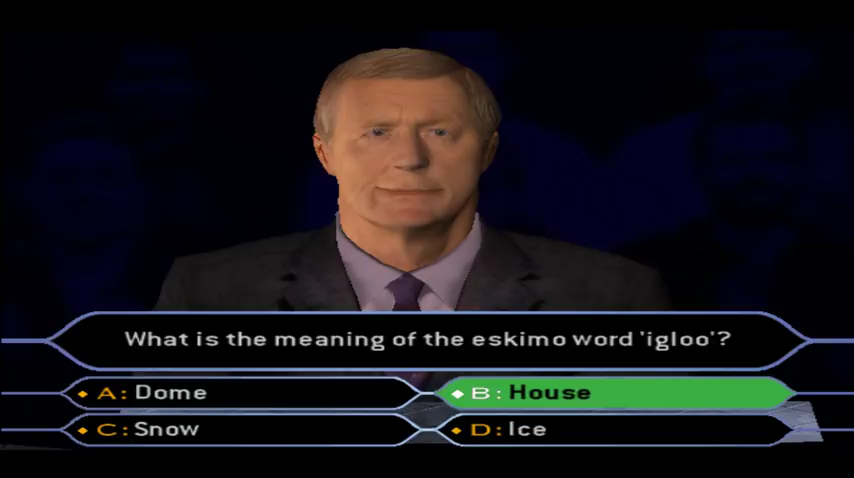 What is the meaning of the eskimo word 'igloo'?
A: Dome
B: House
C: Snow
D: Ice